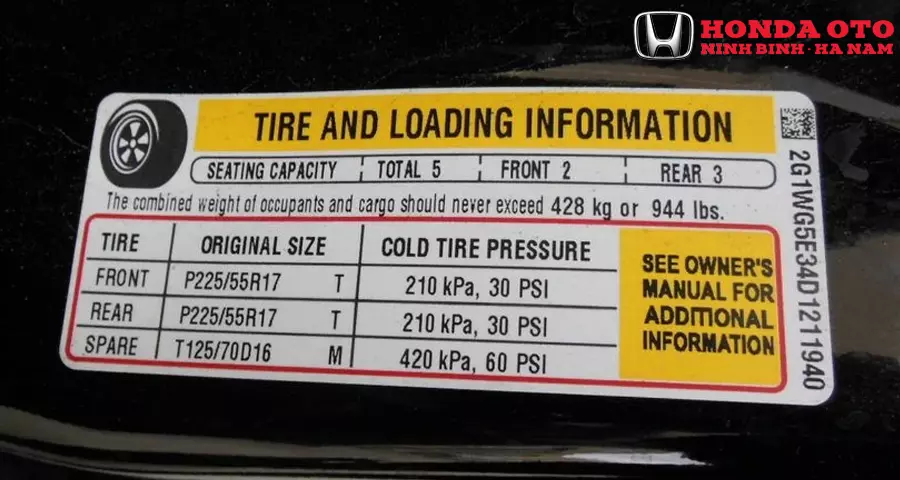 HONDA OTO
NINH BINH - HA NAM
TIRE AND LOADING INFORMATION
SEATING CAPACITY TOTAL 5 FRONT 2 REAR 3
The combined weight of occupants and cargo should never exceed 428 kg or 944 lbs.
TIRE ORIGINAL SIZE COLD TIRE PRESSURE
FRONT P225/55R17 T 210 kPa, 30 PSI
REAR P225/55R17 T 210 kPa, 30 PSI
SPARE T125/70D16 M 420 kPa, 60 PSI
SEE OWNER'S
MANUAL FOR
ADDITIONAL
INFORMATION
2G1WG5E34D1211940